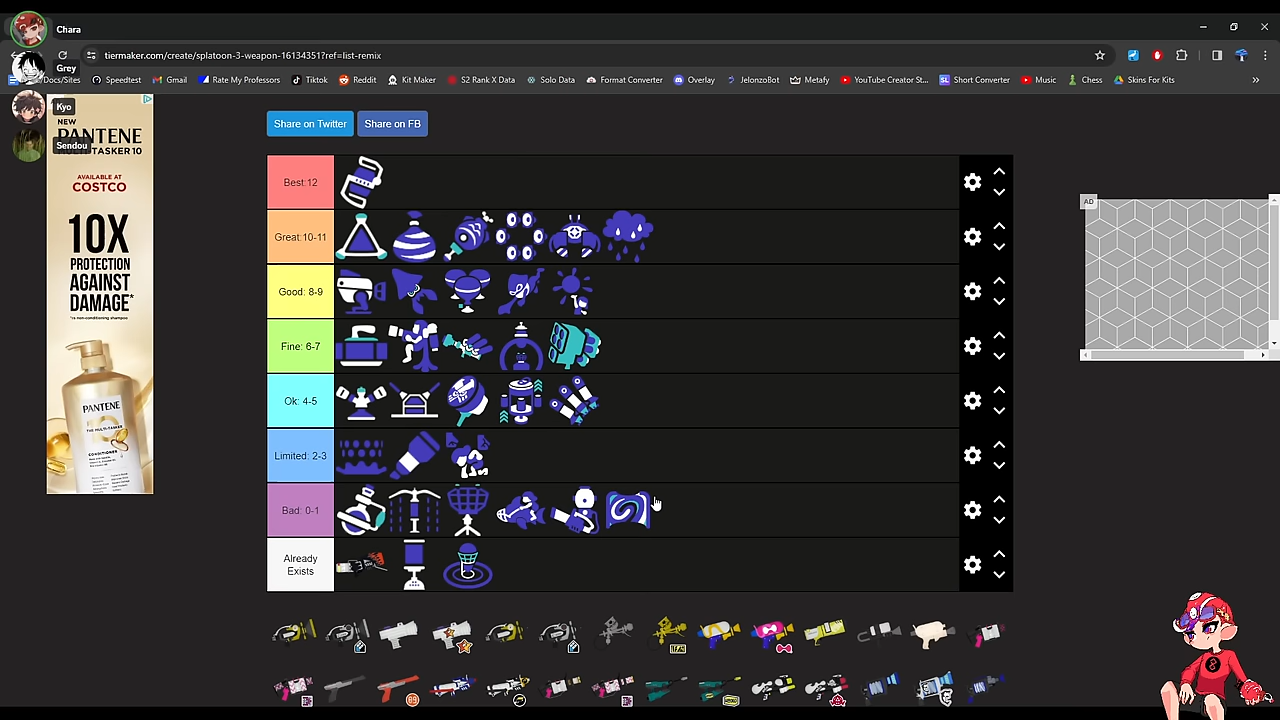 Chara
tiermaker.com/create/splatoon-3-weapon-16134351?ref=list-remix
Grey
Docs/Sites
Speedtest
Gmail
Rate My Professors
Tiktok
Reddit
Kit Maker
S2 Rank X Data
Solo Data
Format Converter
Overlay
JelonzoBot
Metafy
YouTube Creator St...
Short Converter
Music
Chess
Skins For Kits
Kyo
Sendou
NEW
PANTENE
TASKER 10
AVAILABLE AT
COSTCO
10X
PROTECTION
AGAINST
DAMAGE*
PANTENE
Share on Twitter
Share on FB
AD
Best:12
Great:10-11
Good: 8-9
Fine: 6-7
Ok: 4-5
Limited: 2-3
Bad: 0-1
Already
Exists